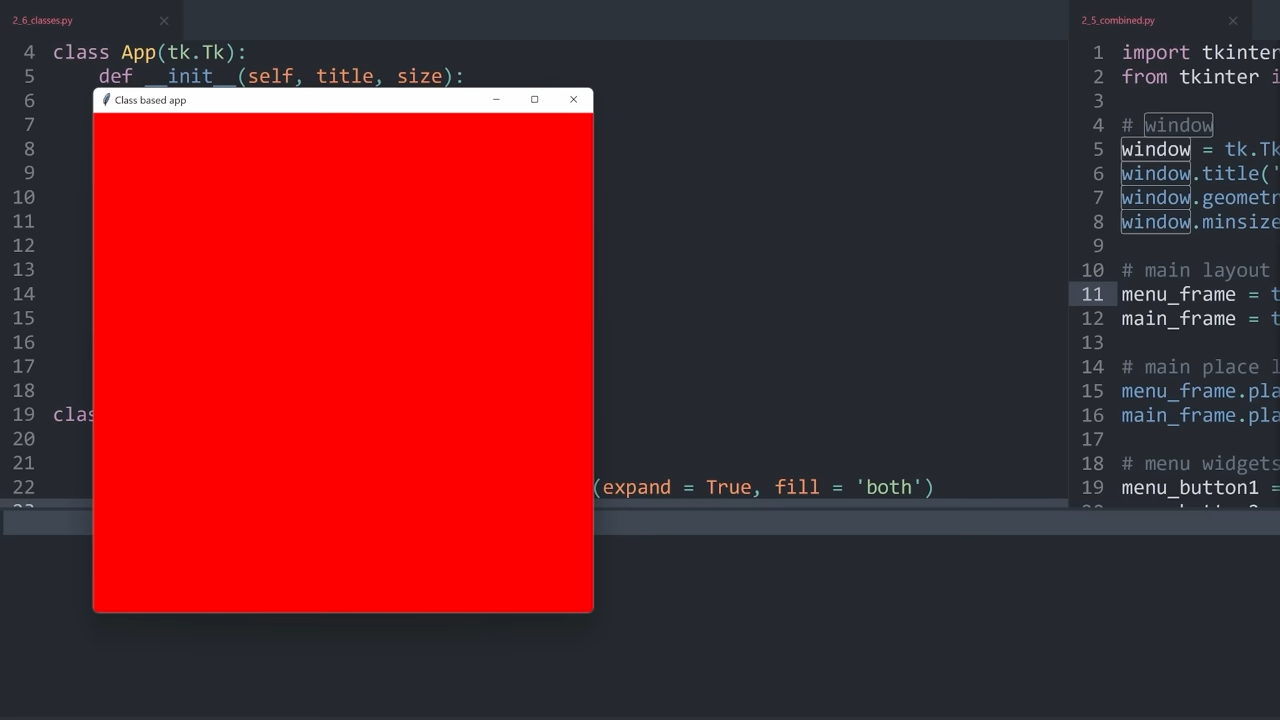 2_6_classes.py
4 class App(tk.Tk):
5 def __init__(self, title, size):
6
Class based app
7
8
9
10
11
12
13
14
15
16
17
18
19 clas
20
21
22 (expand = True, fill = 'both')
2_5_combined.py
1 import tkinter
2 from tkinter i
3
4 # window
5 window = tk.Tk
6 window.title('
7 window.geometr
8 window.minsize
9
10 # main layout
11 menu_frame = t
12 main_frame = t
13
14 # main place l
15 menu_frame.pla
16 main_frame.pla
17
18 # menu widgets
19 menu_button1 =